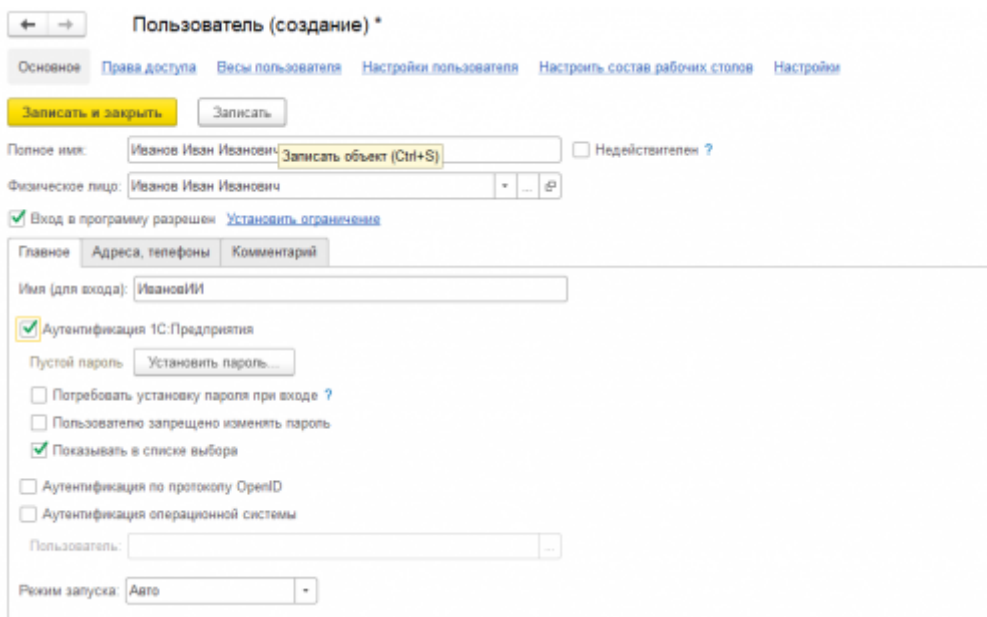 Пользователь (создание) *
Основное Права доступа Весы пользователя Настройки пользователя Настроить состав рабочих столов Настройки
Записать и закрыть Записать
Полное имя: Иванов Иван Иванович Недействителен ?
Записать объект (Ctrl+S)
Физическое лицо: Иванов Иван Иванович ...
Вход в программу разрешен Установить ограничение
Главное Адреса, телефоны Комментарий
Имя (для входа): ИвановИИ
Аутентификация 1С:Предприятия
Пустой пароль Установить пароль...
Потребовать установку пароля при входе ?
Пользователю запрещено изменять пароль
Показывать в списке выбора
Аутентификация по протоколу OpenID
Аутентификация операционной системы
Пользователь: ...
Режим запуска: Авто